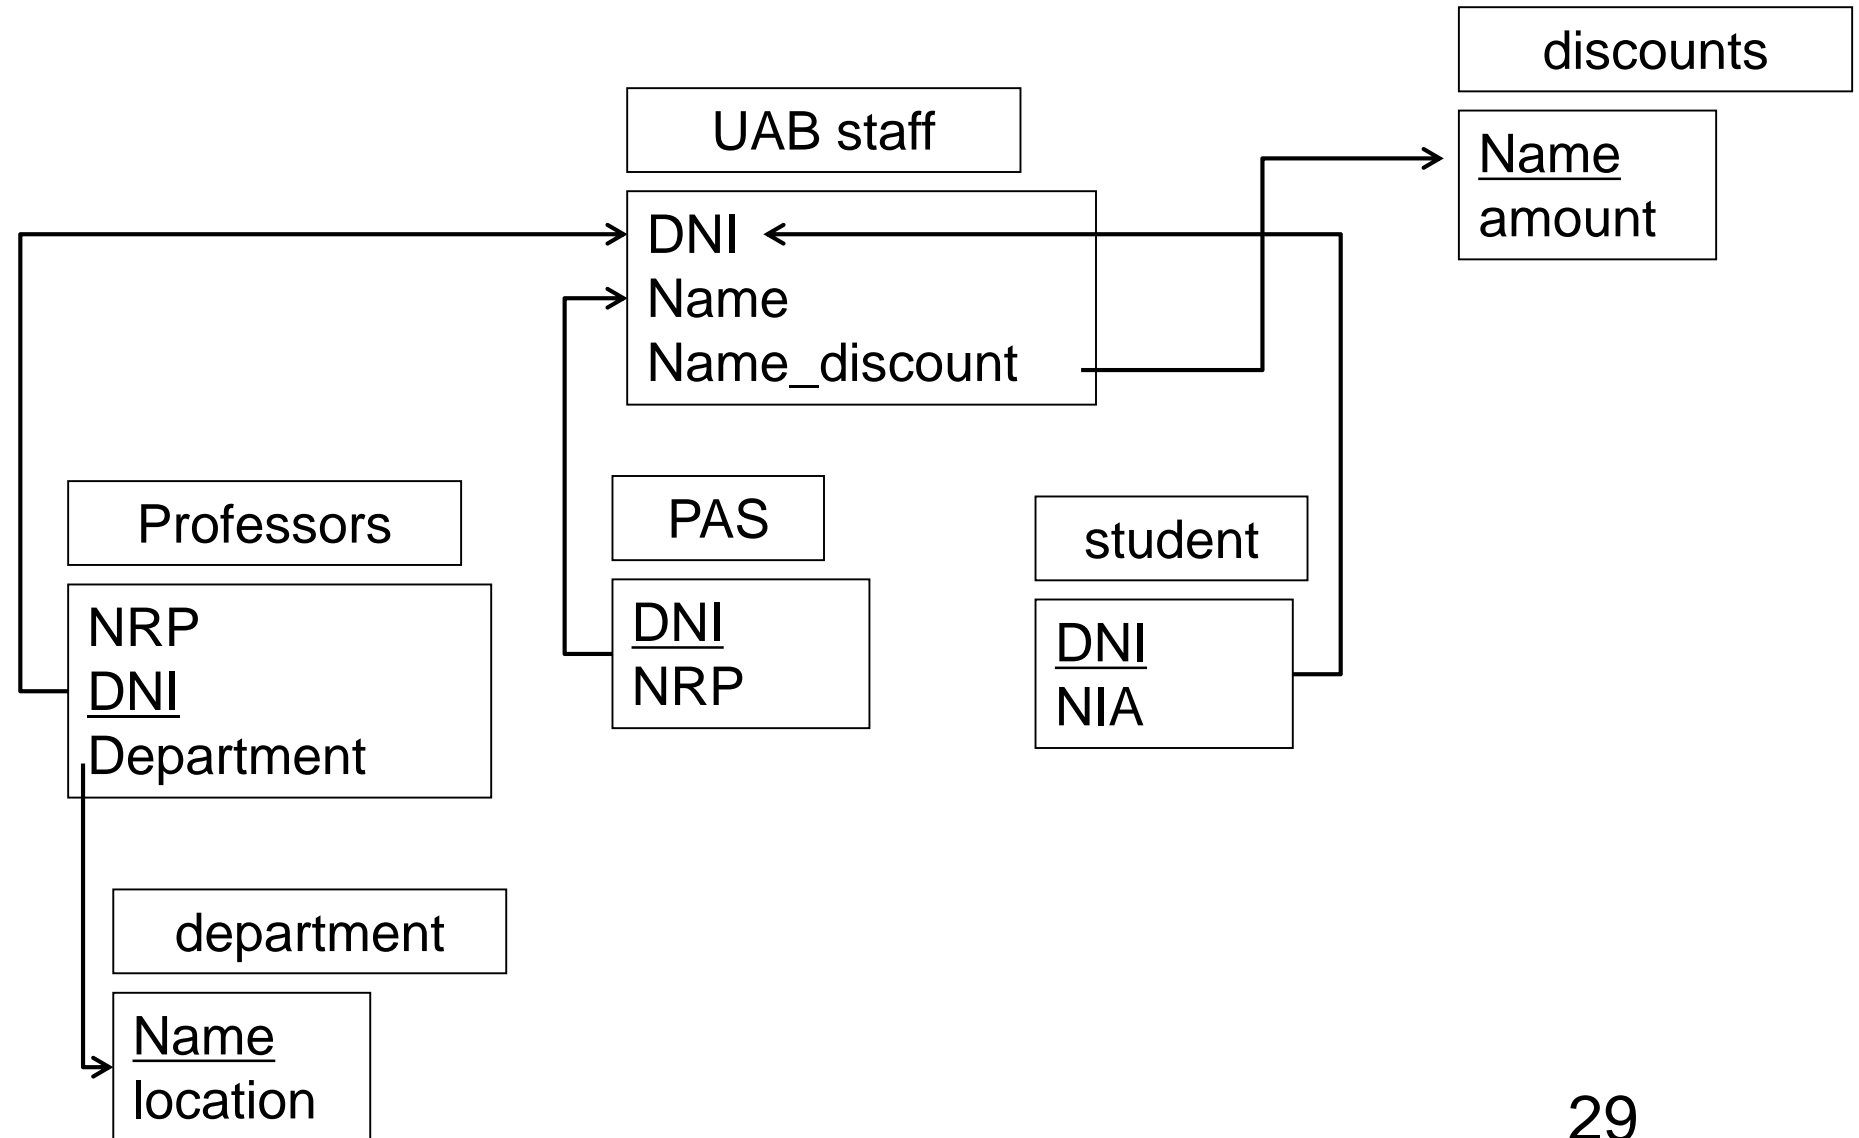 discounts
Name
amount
UAB staff
DNI
Name
Name_discount
Professors
NRP
DNI
Department
PAS
DNI
NRP
student
DNI
NIA
department
Name
location
29